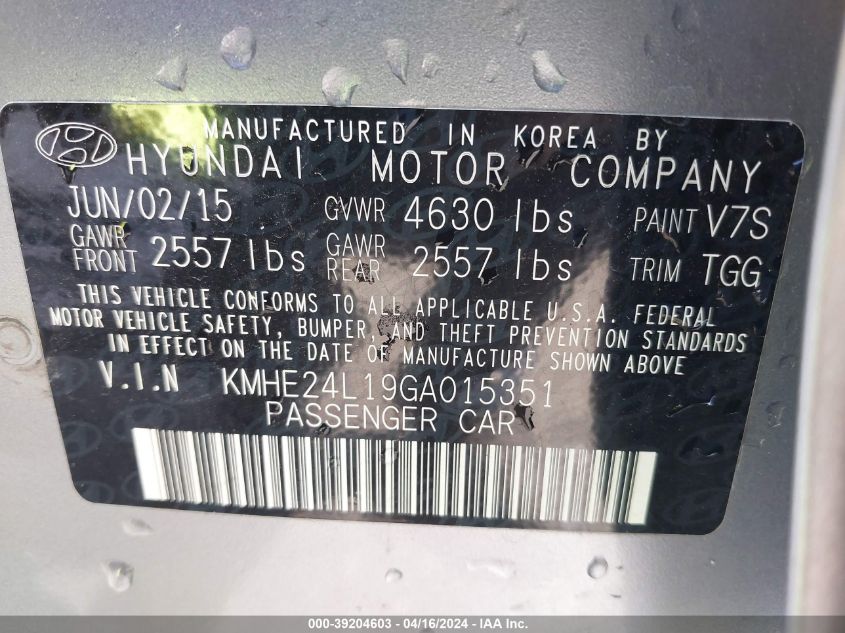 MANUFACTURED IN KOREA BY
HYUNDAI MOTOR COMPANY
JUN/02/15 GVWR 4630 lbs PAINT V7S
GAWR FRONT 2557 lbs GAWR REAR 2557 lbs TRIM TGG
THIS VEHICLE CONFORMS TO ALL APPLICABLE U.S.A. FEDERAL
MOTOR VEHICLE SAFETY, BUMPER, AND THEFT PREVENTION STANDARDS
IN EFFECT ON THE DATE OF MANUFACTURE SHOWN ABOVE
V.I.N KMHE24L19GA015351
PASSENGER CAR
000-39204603 - 04/16/2024 - IAA Inc.